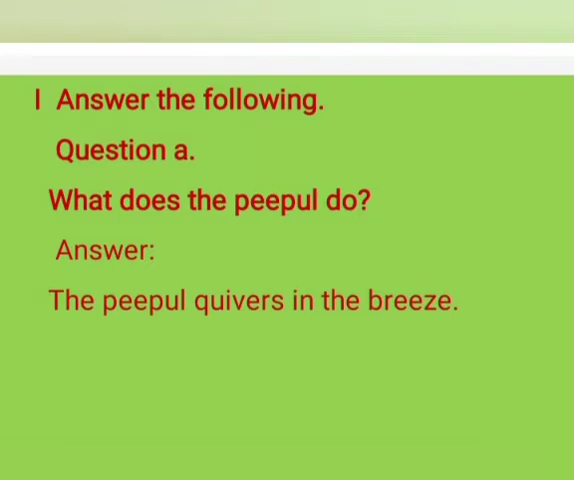 I Answer the following.
Question a.
What does the peepul do?
Answer:
The peepul quivers in the breeze.